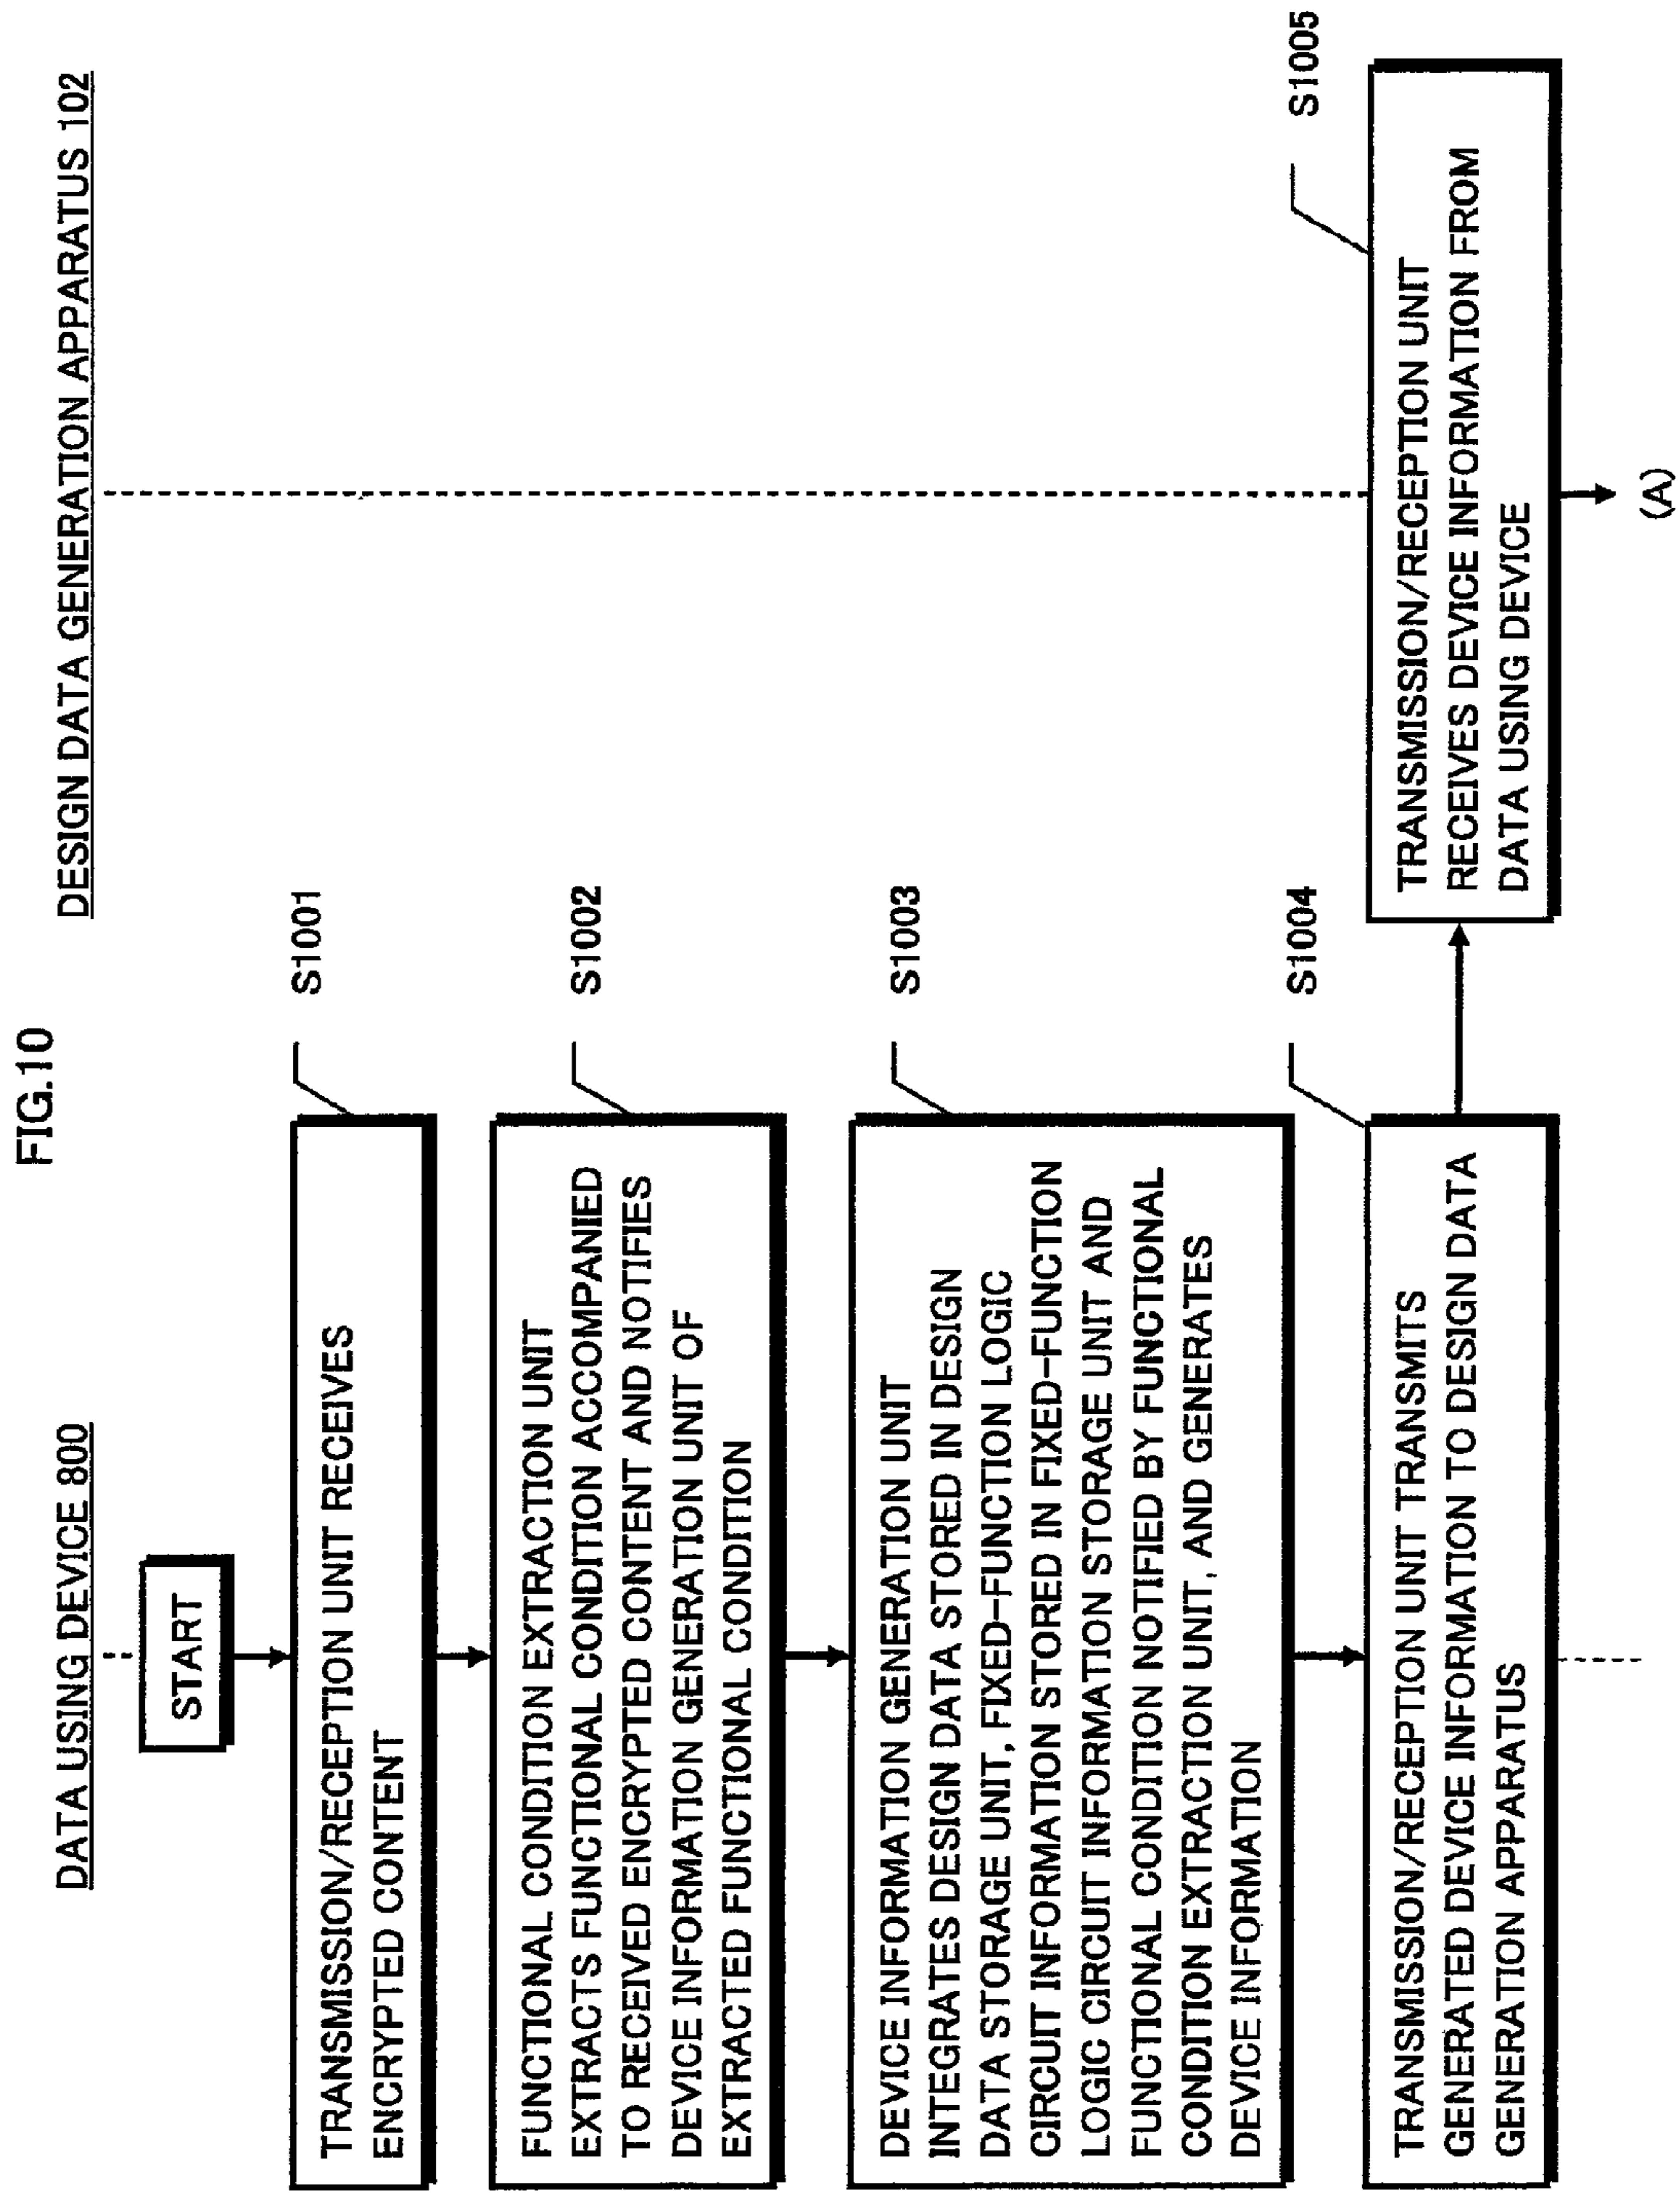 FIG.10
DATA USING DEVICE 800
DESIGN DATA GENERATION APPARATUS 102
START
S1001
TRANSMISSION/RECEPTION UNIT RECEIVES
ENCRYPTED CONTENT
S1002
FUNCTIONAL CONDITION EXTRACTION UNIT
EXTRACTS FUNCTIONAL CONDITION ACCOMPANIED
TO RECEIVED ENCRYPTED CONTENT AND NOTIFIES
DEVICE INFORMATION GENERATION UNIT OF
EXTRACTED FUNCTIONAL CONDITION
S1003
DEVICE INFORMATION GENERATION UNIT
INTEGRATES DESIGN DATA STORED IN DESIGN
DATA STORAGE UNIT, FIXED-FUNCTION LOGIC
CIRCUIT INFORMATION STORED IN FIXED-FUNCTION
LOGIC CIRCUIT INFORMATION STORAGE UNIT AND
FUNCTIONAL CONDITION NOTIFIED BY FUNCTIONAL
CONDITION EXTRACTION UNIT, AND GENERATES
DEVICE INFORMATION
S1004
TRANSMISSION/RECEPTION UNIT TRANSMITS
GENERATED DEVICE INFORMATION TO DESIGN DATA
GENERATION APPARATUS
S1005
TRANSMISSION/RECEPTION UNIT
RECEIVES DEVICE INFORMATION FROM
DATA USING DEVICE
(A)